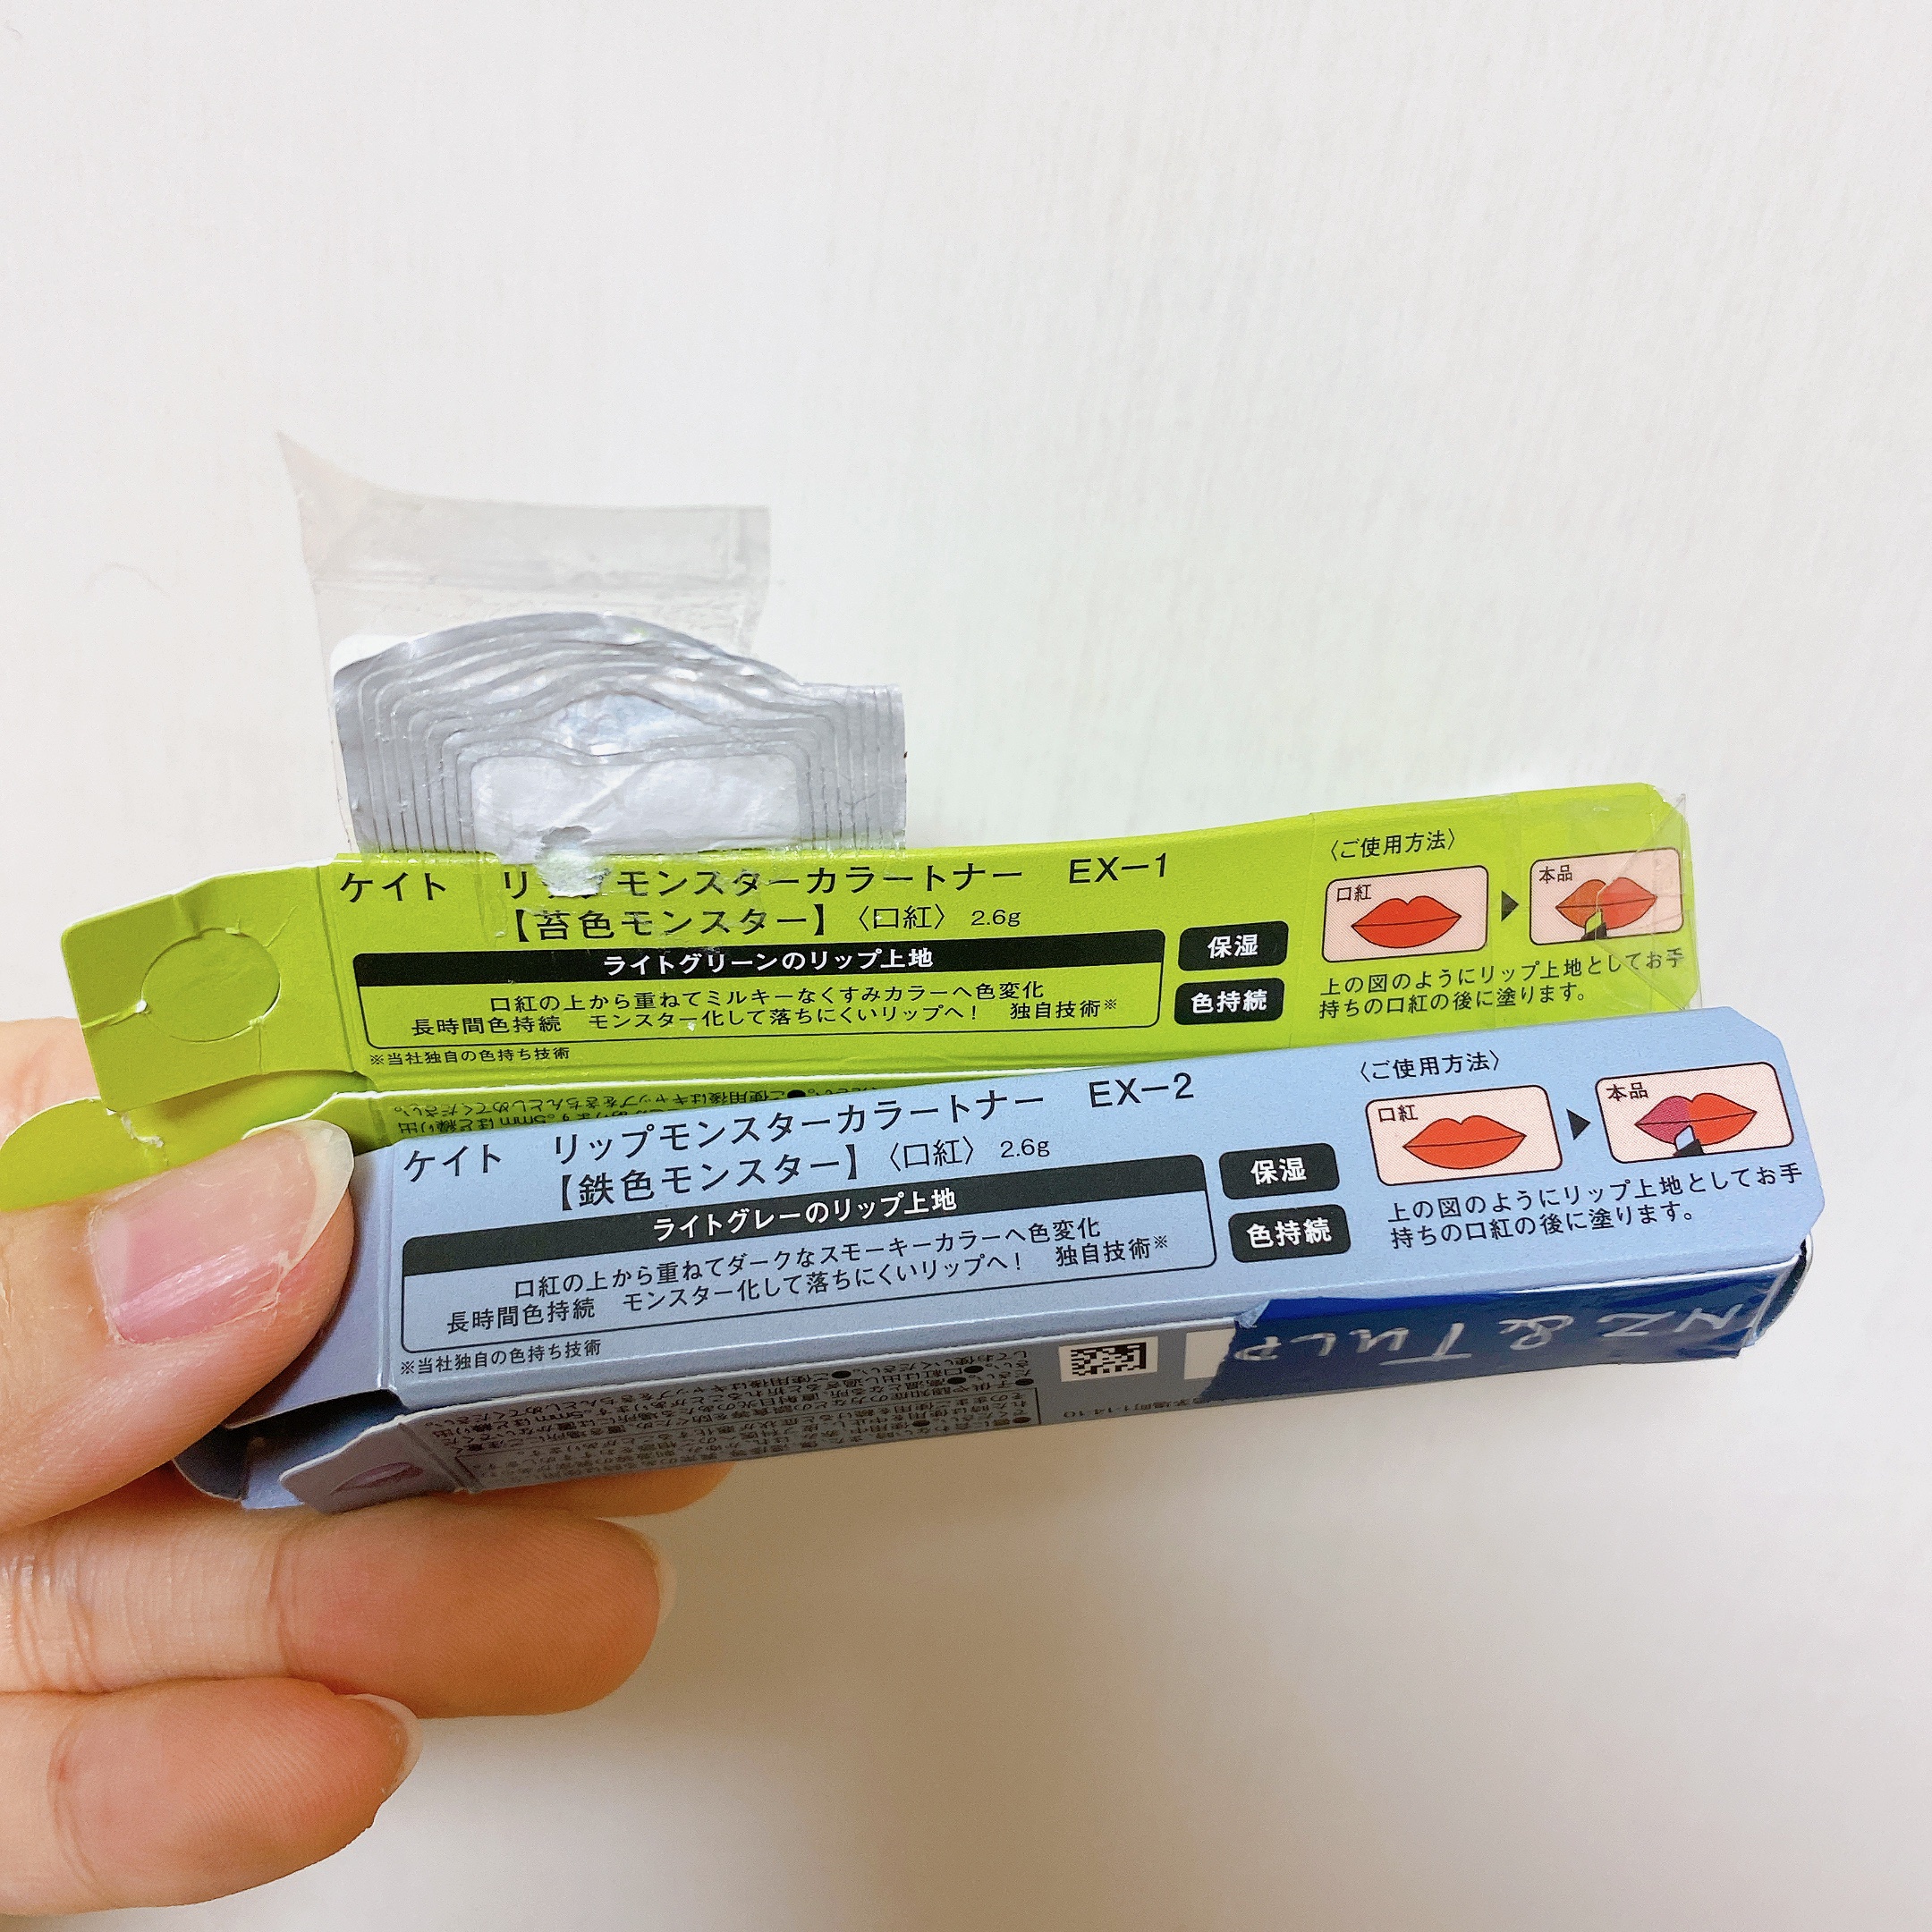 ケイト リップモンスターカラートナー EX－1
【苔色モンスター】〈口紅〉 2.6g
ライトグリーンのリップ上地
口紅の上から重ねてミルキーなくすみカラーへ色変化
長時間色持続 モンスター化して落ちにくいリップへ！ 独自技術※
※当社独自の色持ち技術
保湿
色持続
〈ご使用方法〉
口紅
本品
上の図のようにリップ上地としてお手
持ちの口紅の後に塗ります。
ケイト リップモンスターカラートナー EX－2
【鉄色モンスター】〈口紅〉 2.6g
ライトグレーのリップ上地
口紅の上から重ねてダークなスモーキーカラーへ色変化
長時間色持続 モンスター化して落ちにくいリップへ！ 独自技術※
※当社独自の色持ち技術
保湿
色持続
〈ご使用方法〉
口紅
本品
上の図のようにリップ上地としてお手
持ちの口紅の後に塗ります。
NZ & TULP